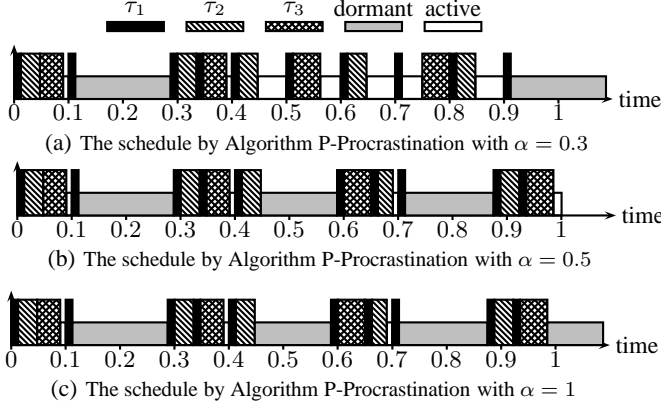 τ₁ τ₂ τ₃ dormant active
0 0.1 0.2 0.3 0.4 0.5 0.6 0.7 0.8 0.9 1 time
(a) The schedule by Algorithm P-Procrastination with α = 0.3
0 0.1 0.2 0.3 0.4 0.5 0.6 0.7 0.8 0.9 1 time
(b) The schedule by Algorithm P-Procrastination with α = 0.5
0 0.1 0.2 0.3 0.4 0.5 0.6 0.7 0.8 0.9 1 time
(c) The schedule by Algorithm P-Procrastination with α = 1